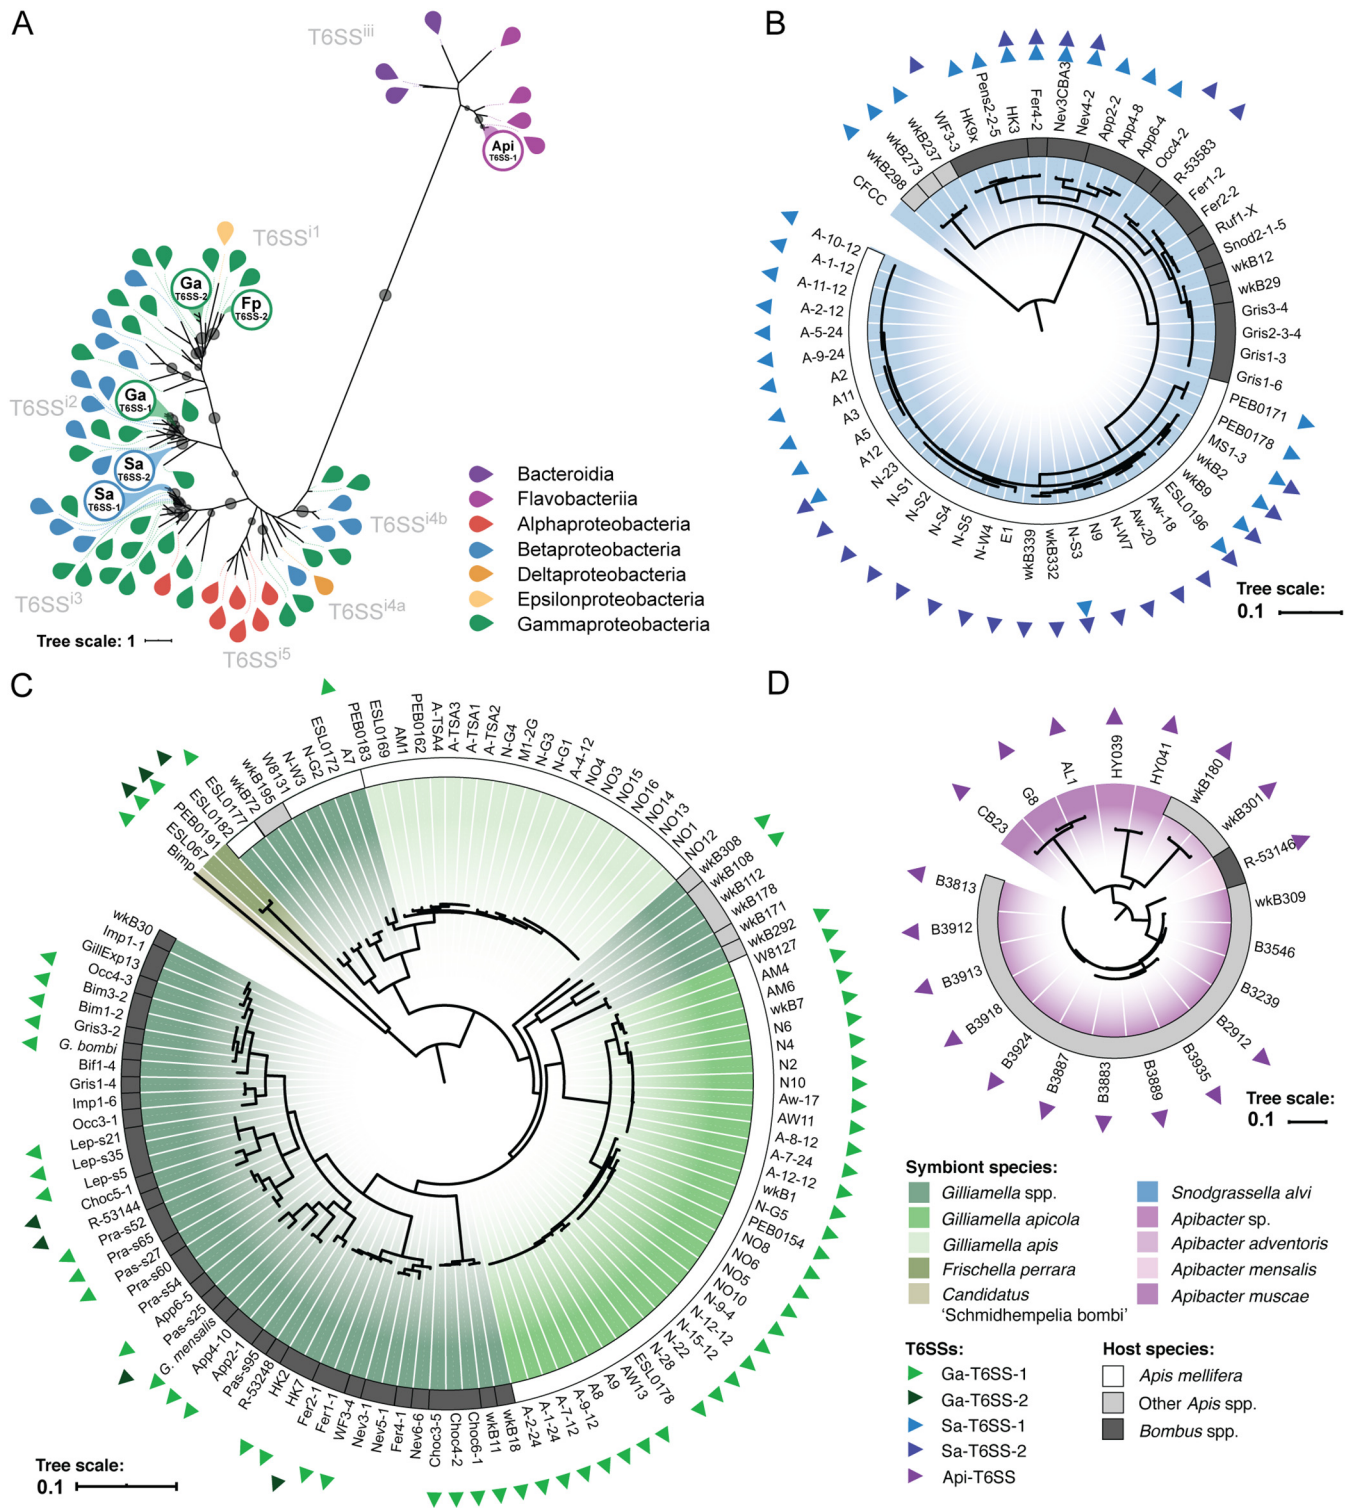 A
T6SSiii
Api
T6SS-1
T6SSi1
Ga
T6SS-2
Fp
T6SS-2
Ga
T6SS-1
T6SSi2
Sa
T6SS-2
Sa
T6SS-1
T6SSi4b
T6SSi3
T6SSi4a
T6SSi5
Tree scale: 1
Bacteroidia
Flavobacteriia
Alphaproteobacteria
Betaproteobacteria
Deltaproteobacteria
Epsilonproteobacteria
Gammaproteobacteria
B
CFCC
wkB298
wkB273
wkB237
WF3-3
HK9x
Pens2-2-5
HK3
Fer4-2
Nev3CBA3
Nev4-2
App2-2
App4-8
App6-4
Occ4-2
R-53583
Fer1-2
Fer2-2
Ruf1-X
Snod2-1-5
wkB12
wkB29
Gris3-4
Gris2-3-4
Gris1-3
Gris1-6
PEB0171
PEB0178
MS1-3
wkB2
wkB9
ESL0196
Aw-18
Aw-20
N-W7
N9
N-S3
wkB332
wkB339
E1
N-W4
N-S5
N-S4
N-S2
N-S1
N-23
A12
A5
A3
A11
A2
A-9-24
A-5-24
A-2-12
A-11-12
A-1-12
A-10-12
Tree scale:
0.1
C
Bimp
ESL067
PEB0191
ESL0182
ESL0177
wkB72
wkB195
W8131
N-W3
N-G2
ESL0172
A7
PEB0183
ESL0169
AM1
PEB0162
A-TSA4
A-TSA3
A-TSA1
A-TSA2
N-G4
M1-2G
N-G3
N-G1
A-4-12
NO4
NO3
NO15
NO16
NO14
NO13
NO1
NO12
wkB308
wkB108
wkB112
wkB178
wkB171
wkB292
W8127
AM4
AM6
wkB7
N6
N4
N2
N10
Aw-17
AW11
A-8-12
A-7-24
A-12-12
wkB1
N-G5
PEB0154
NO8
NO6
NO5
NO10
N-9-4
N-12-12
N-15-12
N-22
N-28
ESL0178
AW13
A9
A8
A-9-12
A-7-12
A-1-24
A-2-24
wkB18
wkB11
Choc6-1
Choc4-2
Choc3-5
Nev6-6
Fer4-1
Nev5-1
Nev3-1
WF3-4
Fer1-1
Fer2-1
HK7
HK2
R-53248
Pas-s95
App2-1
App4-10
G. mensalis
Pas-s25
App6-5
Pra-s54
Pra-s60
Pas-s27
Pra-s65
Pra-s52
R-53144
Choc5-1
Lep-s5
Lep-s35
Lep-s21
Occ3-1
Imp1-6
Gris1-4
Bif1-4
G. bombi
Gris3-2
Bim1-2
Bim3-2
Occ4-3
GillExp13
Imp1-1
wkB30
Tree scale:
0.1
D
CB23
G8
AL1
HY039
HY041
wkB180
wkB301
R-53146
wkB309
B3546
B3239
B2912
B3935
B3889
B3883
B3887
B3924
B3918
B3913
B3912
B3813
Tree scale:
0.1
Symbiont species:
Gilliamella spp.
Gilliamella apicola
Gilliamella apis
Frischella perrara
Candidatus
'Schmidhempelia bombi'
Snodgrassella alvi
Apibacter sp.
Apibacter adventoris
Apibacter mensalis
Apibacter muscae
T6SSs:
Ga-T6SS-1
Ga-T6SS-2
Sa-T6SS-1
Sa-T6SS-2
Api-T6SS
Host species:
Apis mellifera
Other Apis spp.
Bombus spp.